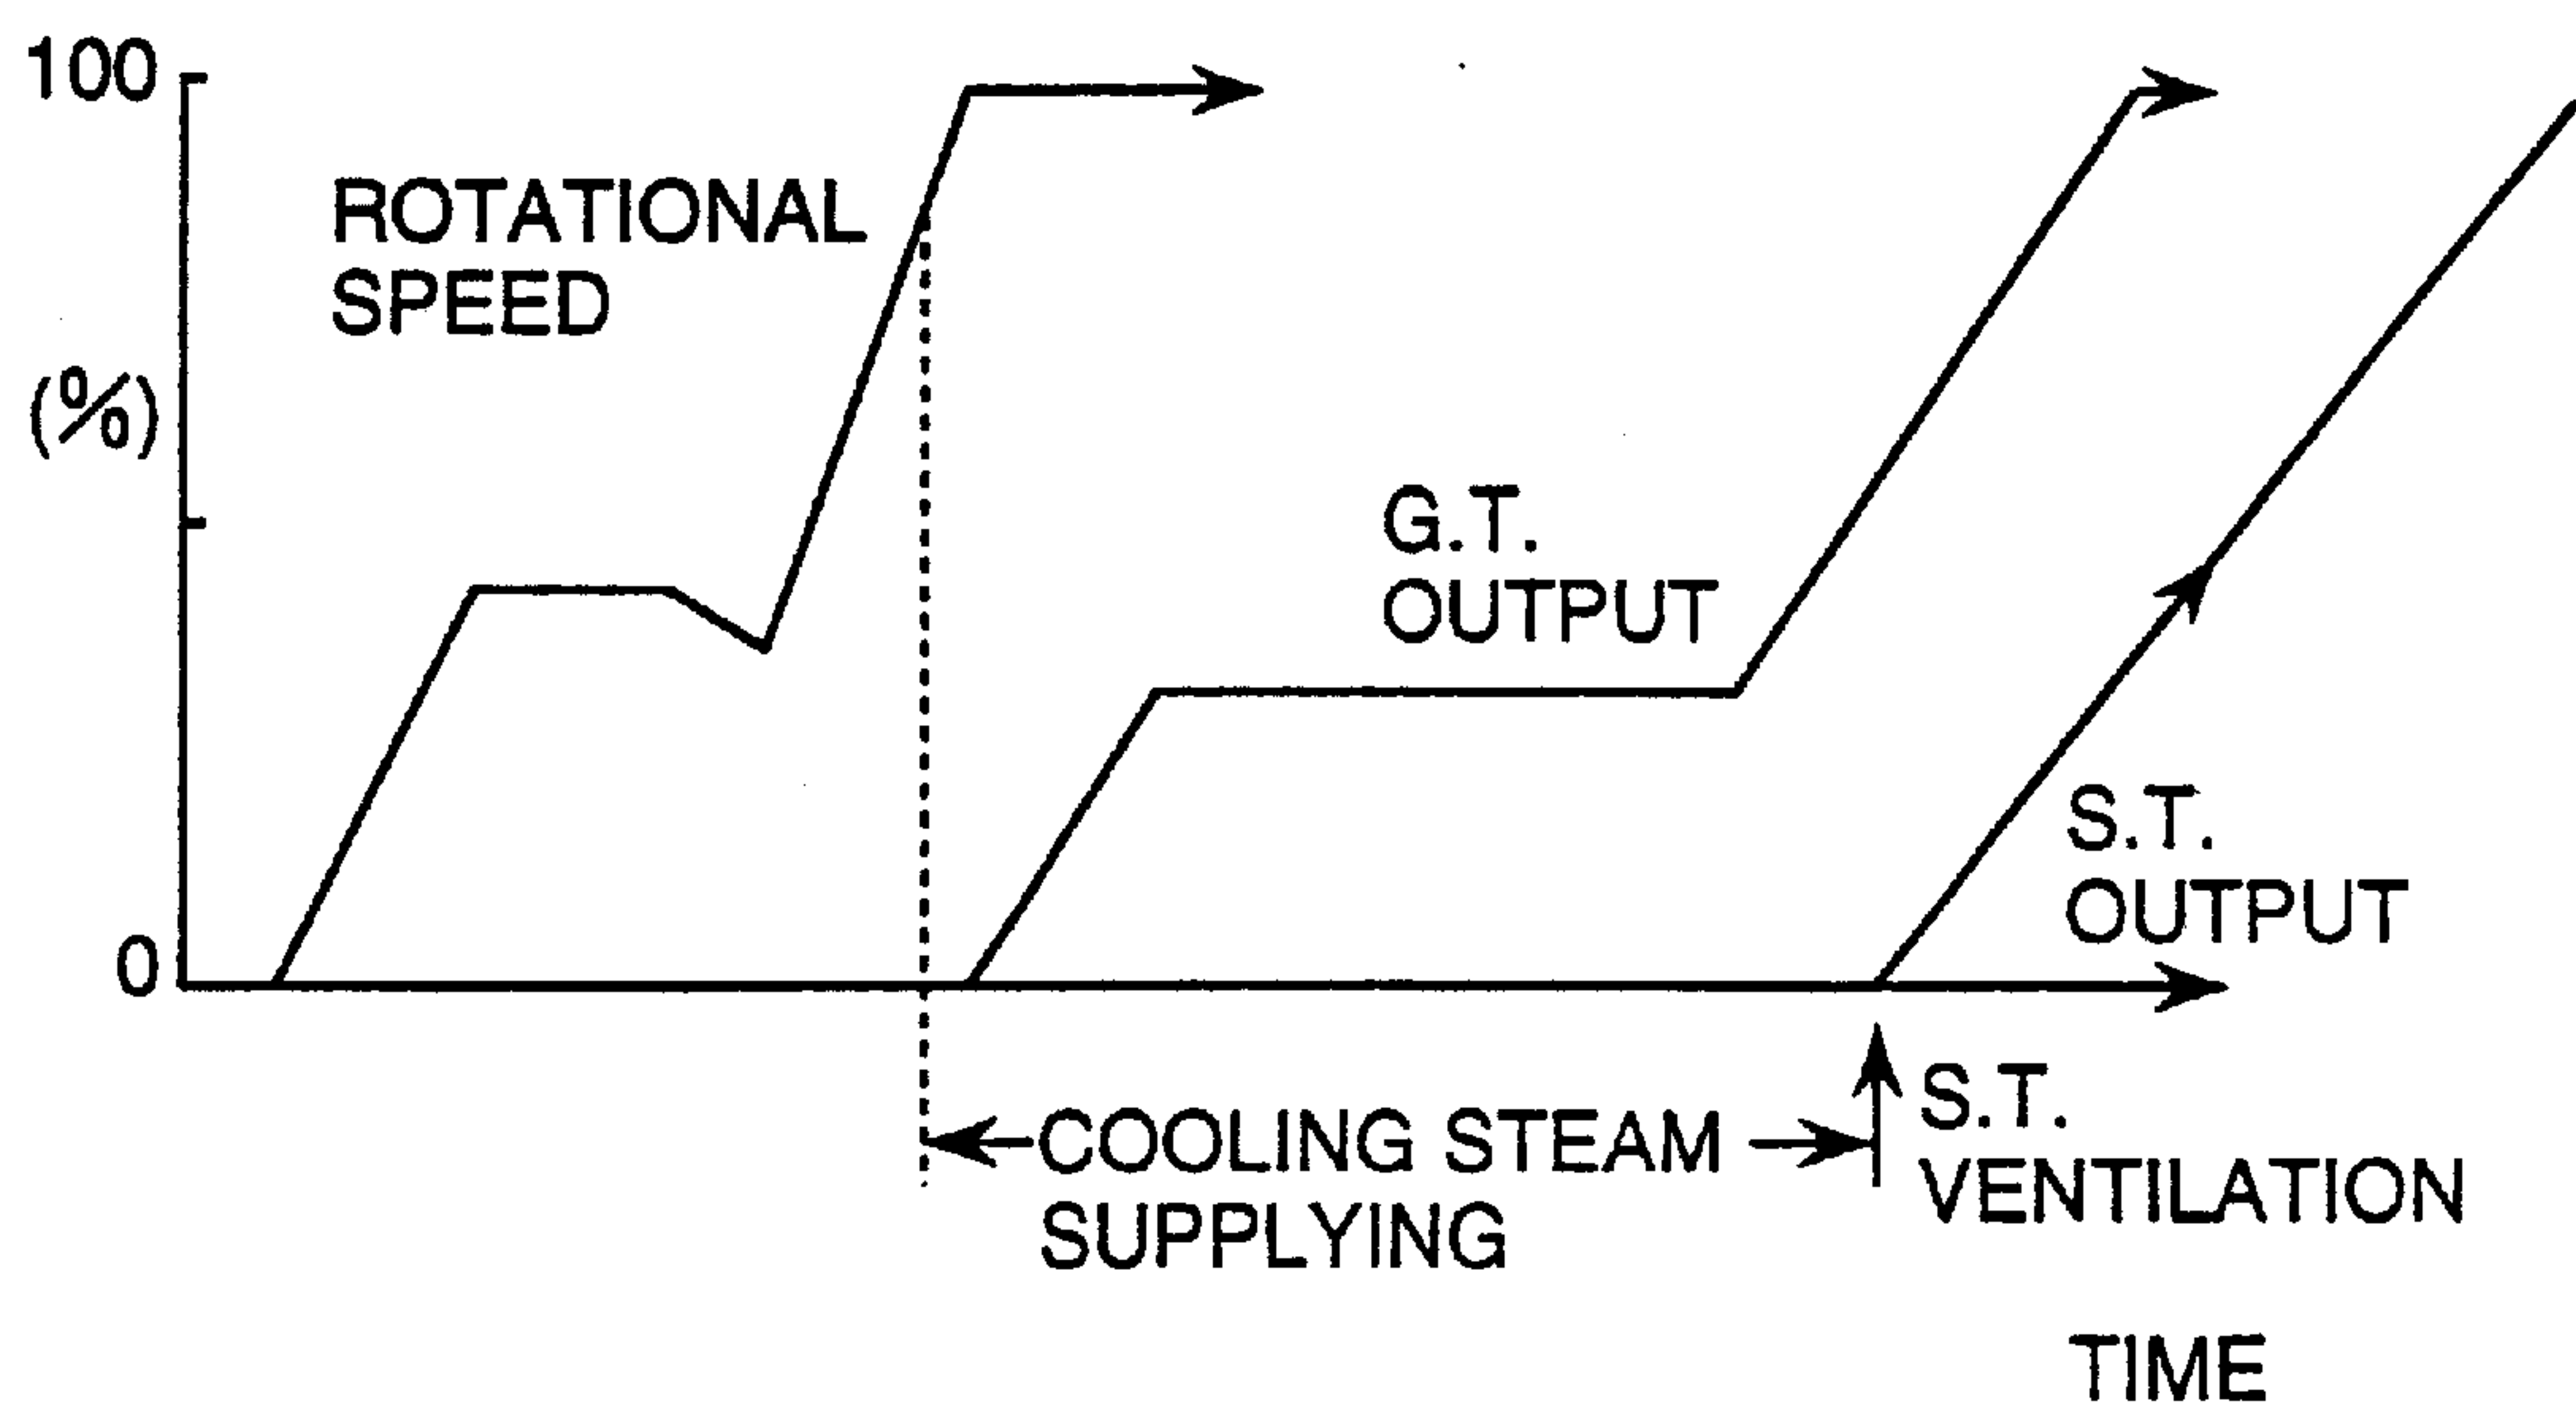 100
ROTATIONAL
SPEED
(%)
G.T.
OUTPUT
S.T.
OUTPUT
0
COOLING STEAM
SUPPLYING
S.T.
VENTILATION
TIME